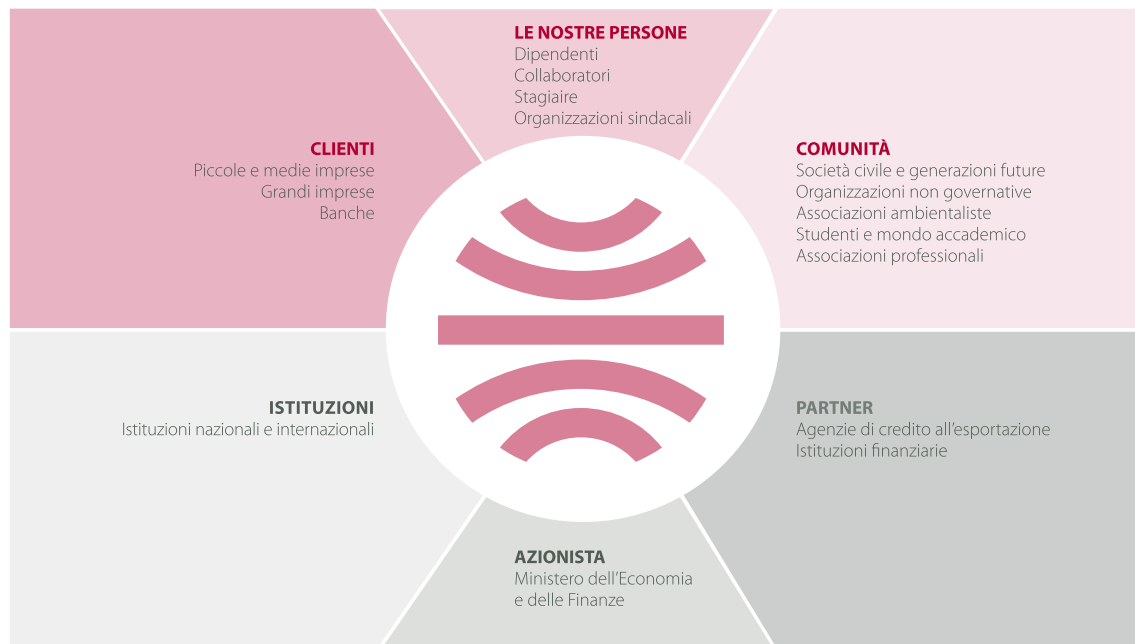 LE NOSTRE PERSONE
Dipendenti
Collaboratori
Stagiaire
Organizzazioni sindacali
CLIENTI
Piccole e medie imprese
Grandi imprese
Banche
COMUNITÀ
Società civile e generazioni future
Organizzazioni non governative
Associazioni ambientaliste
Studenti e mondo accademico
Associazioni professionali
ISTITUZIONI
Istituzioni nazionali e internazionali
PARTNER
Agenzie di credito all'esportazione
Istituzioni finanziarie
AZIONISTA
Ministero dell'Economia
e delle Finanze